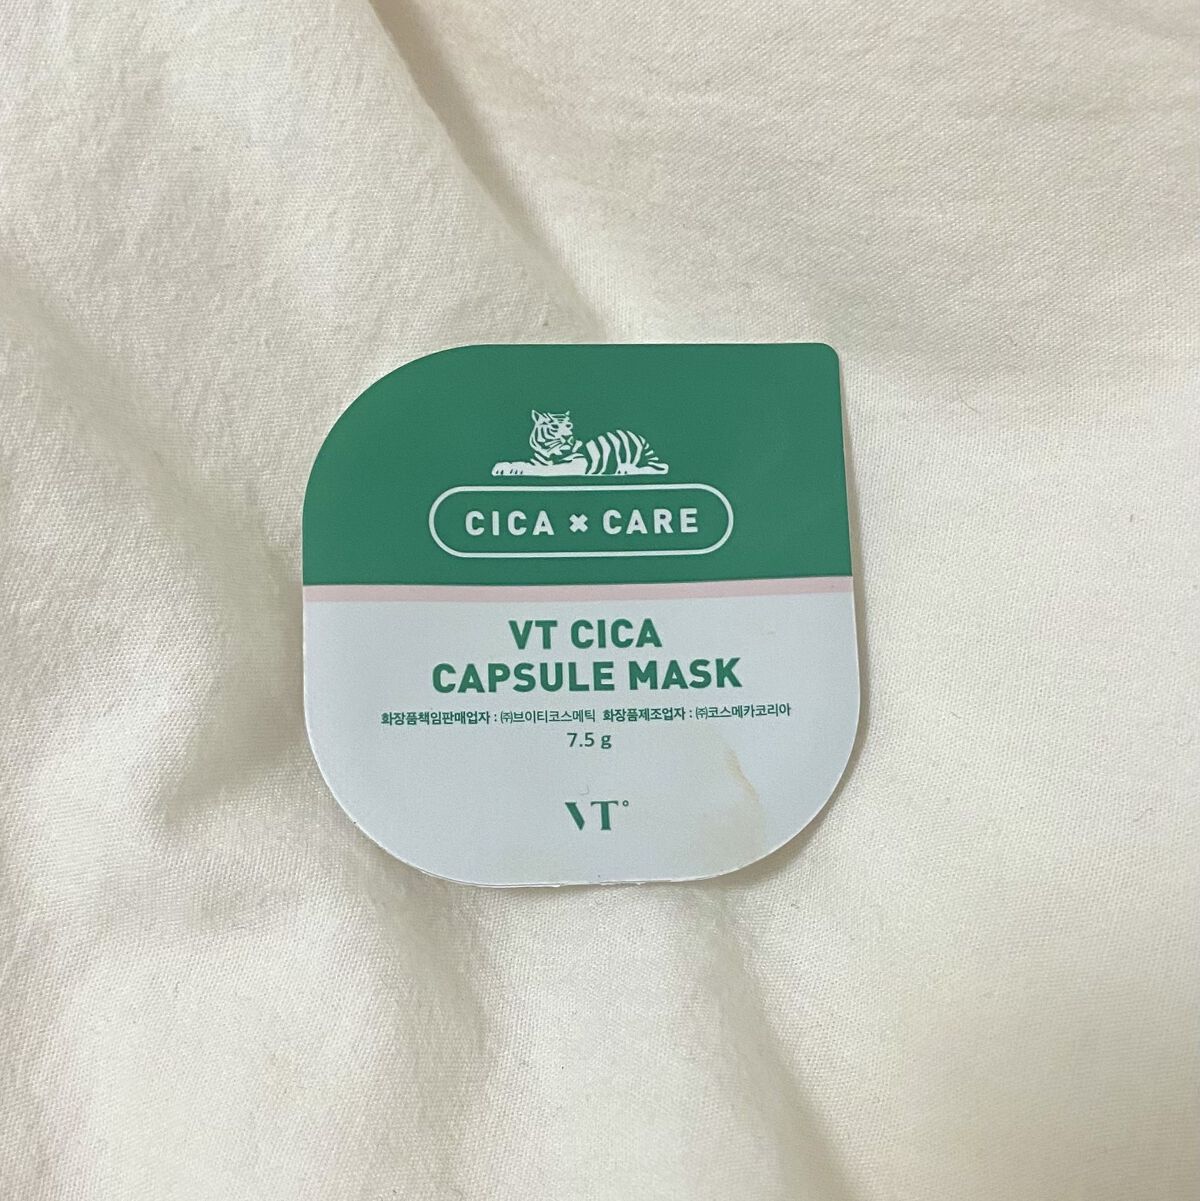 CICA × CARE
VT CICA
CAPSULE MASK
화장품책임판매업자 : ㈜브이티코스메틱 화장품제조업자 : ㈜코스메카코리아
7.5 g
VT°